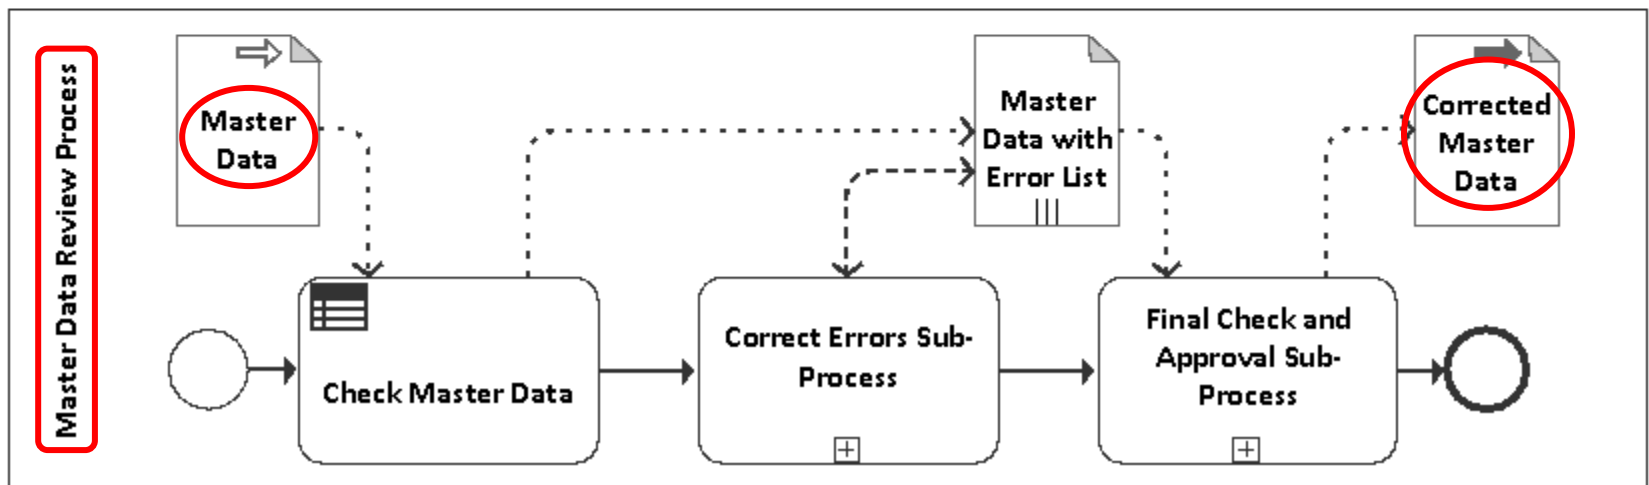 Master Data Review Process
Master
Data
Master
Data with
Error List
Corrected
Master
Data
Check Master Data
Correct Errors Sub-
Process
Final Check and
Approval Sub-
Process